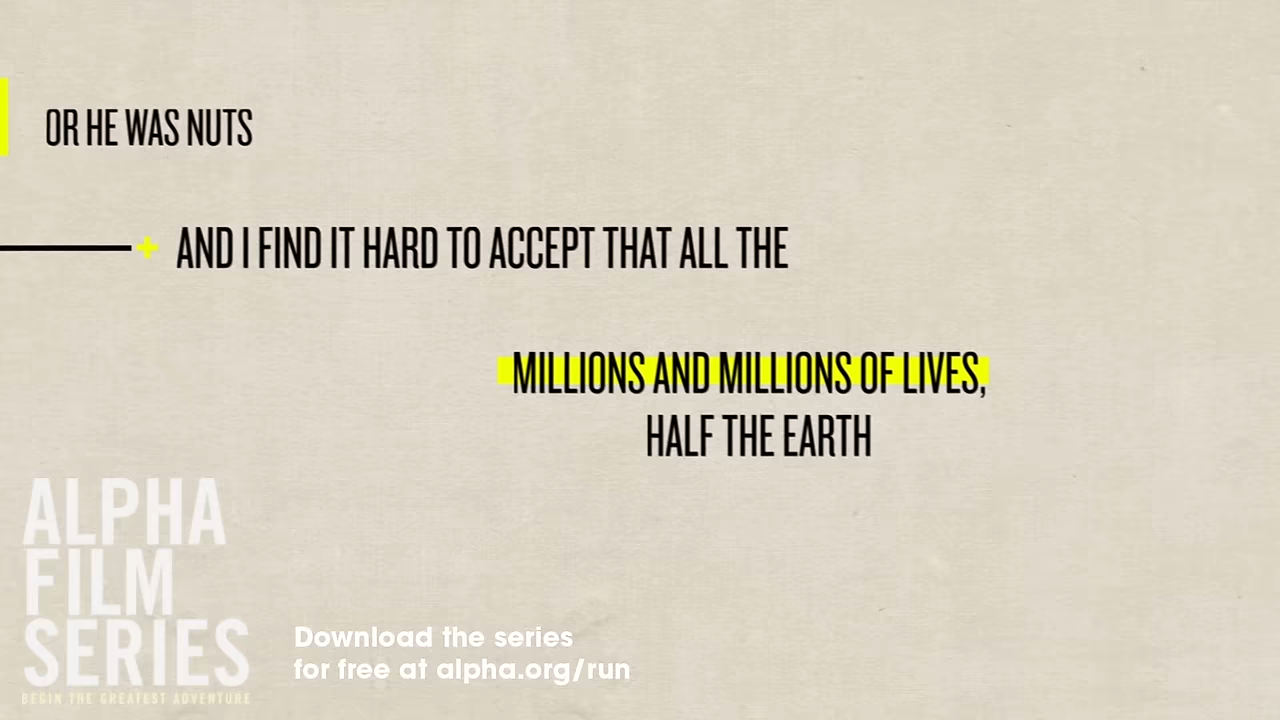 OR HE WAS NUTS
AND I FIND IT HARD TO ACCEPT THAT ALL THE
MILLIONS AND MILLIONS OF LIVES,
HALF THE EARTH
ALPHA
FILM
SERIES
BEGIN THE GREATEST ADVENTURE
Download the series
for free at alpha.org/run